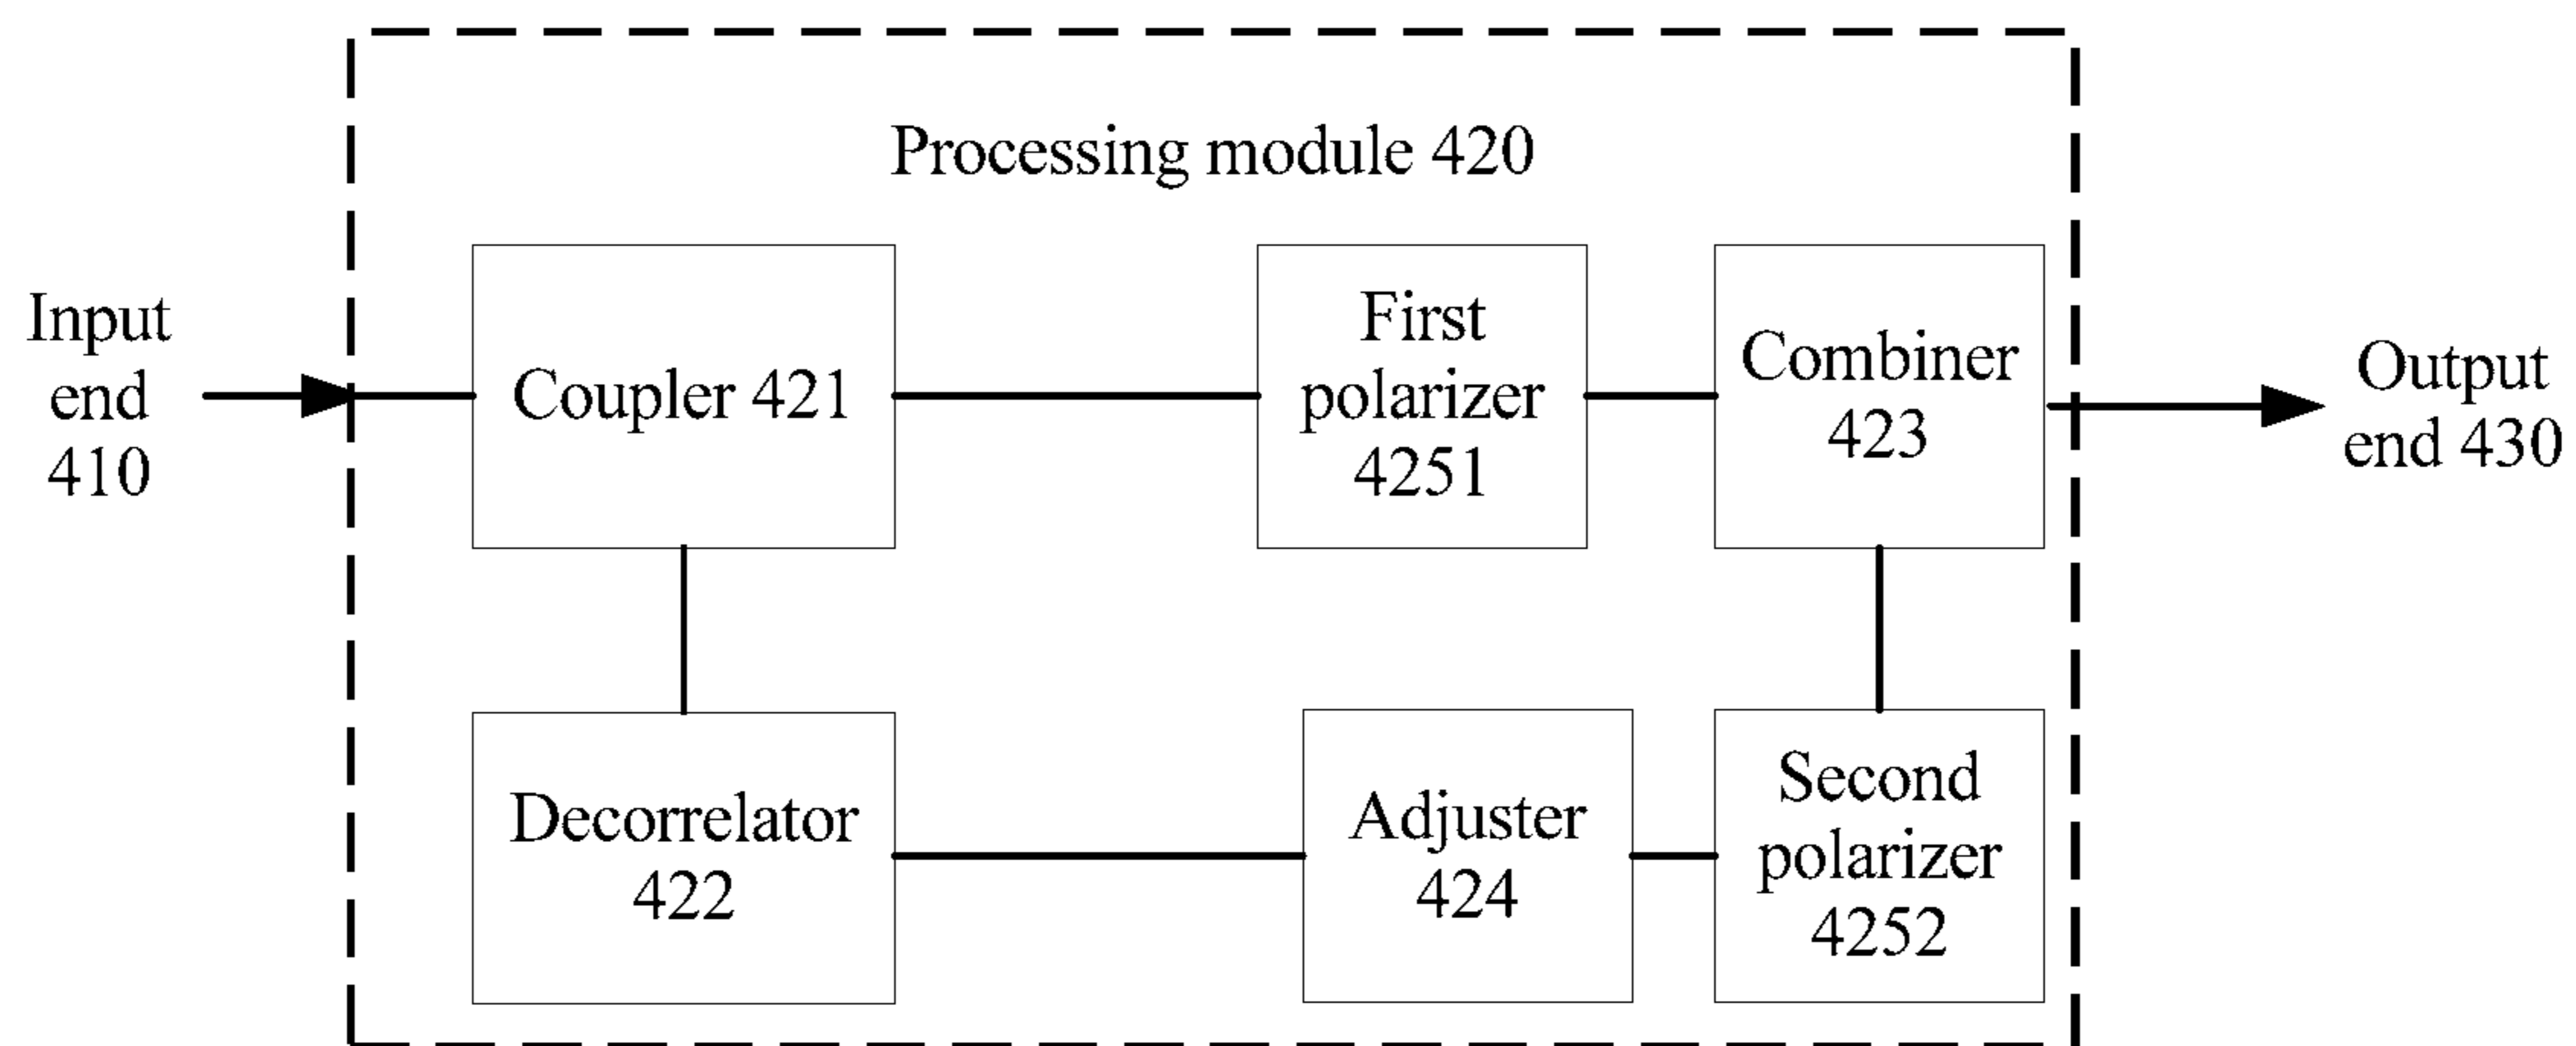 Processing module 420
Input
end
410
Coupler 421
First
polarizer
4251
Combiner
423
Output
end 430
Decorrelator
422
Adjuster
424
Second
polarizer
4252